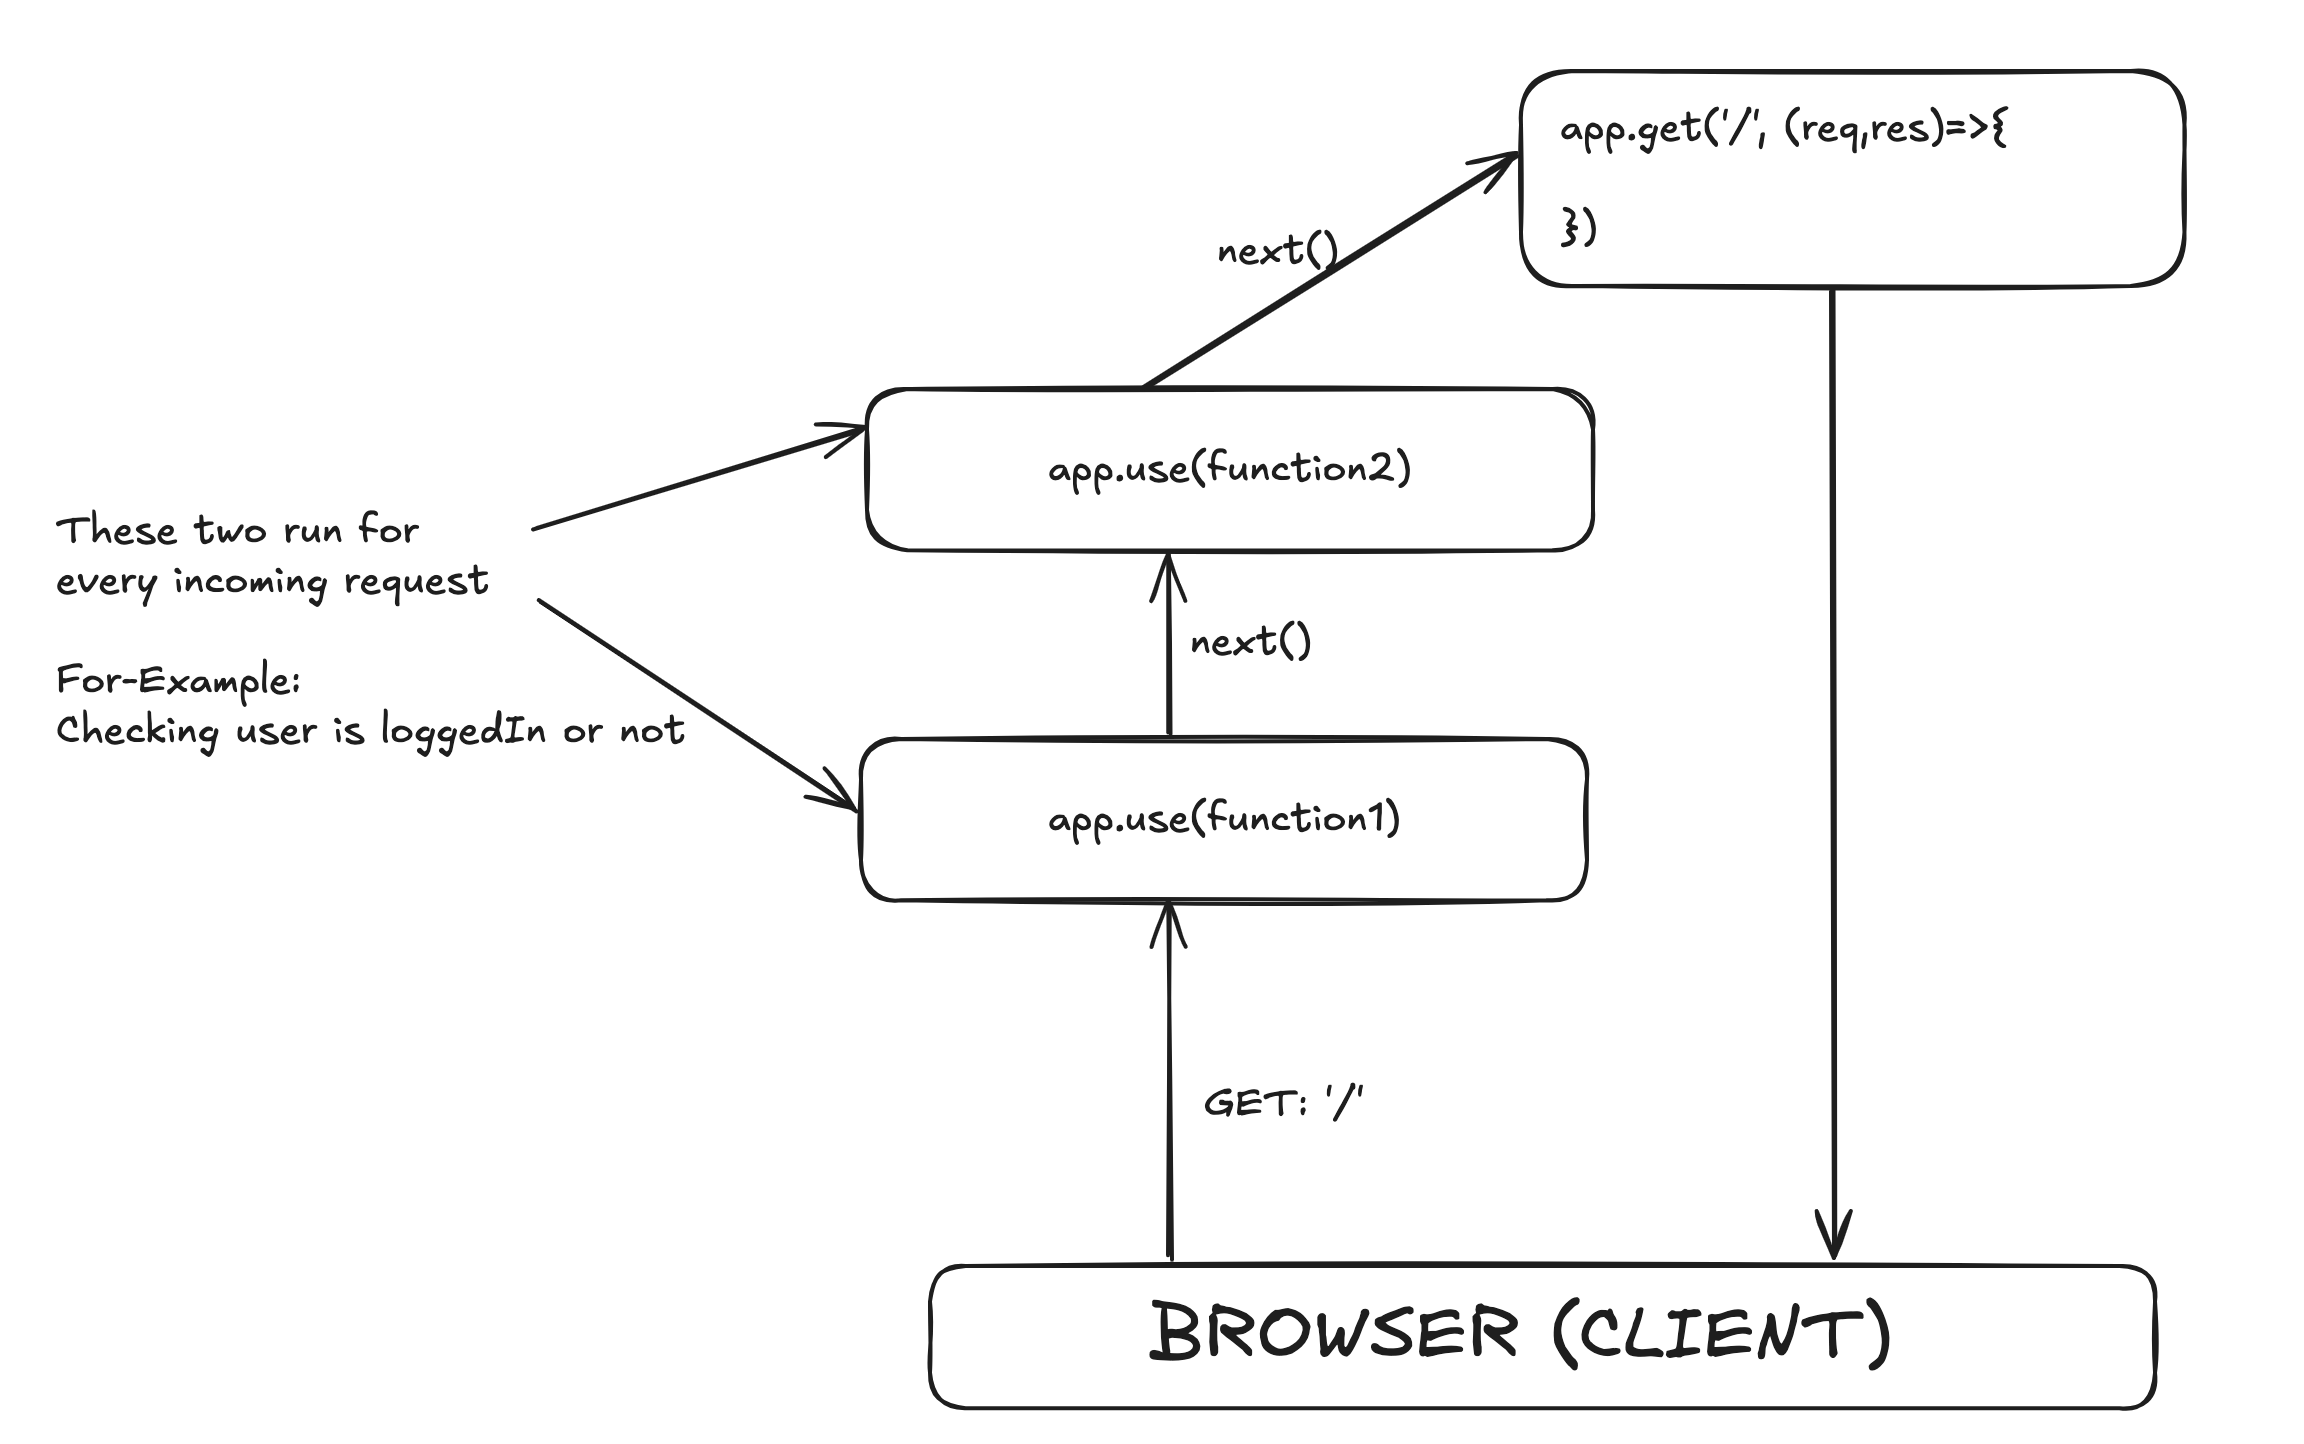 app.get('/', (req,res)=>{
})
next()
app.use(function2)
These two run for
every incoming request
next()
For-Example:
Checking user is loggedIn or not
app.use(function1)
GET: '/'
BROWSER (CLIENT)